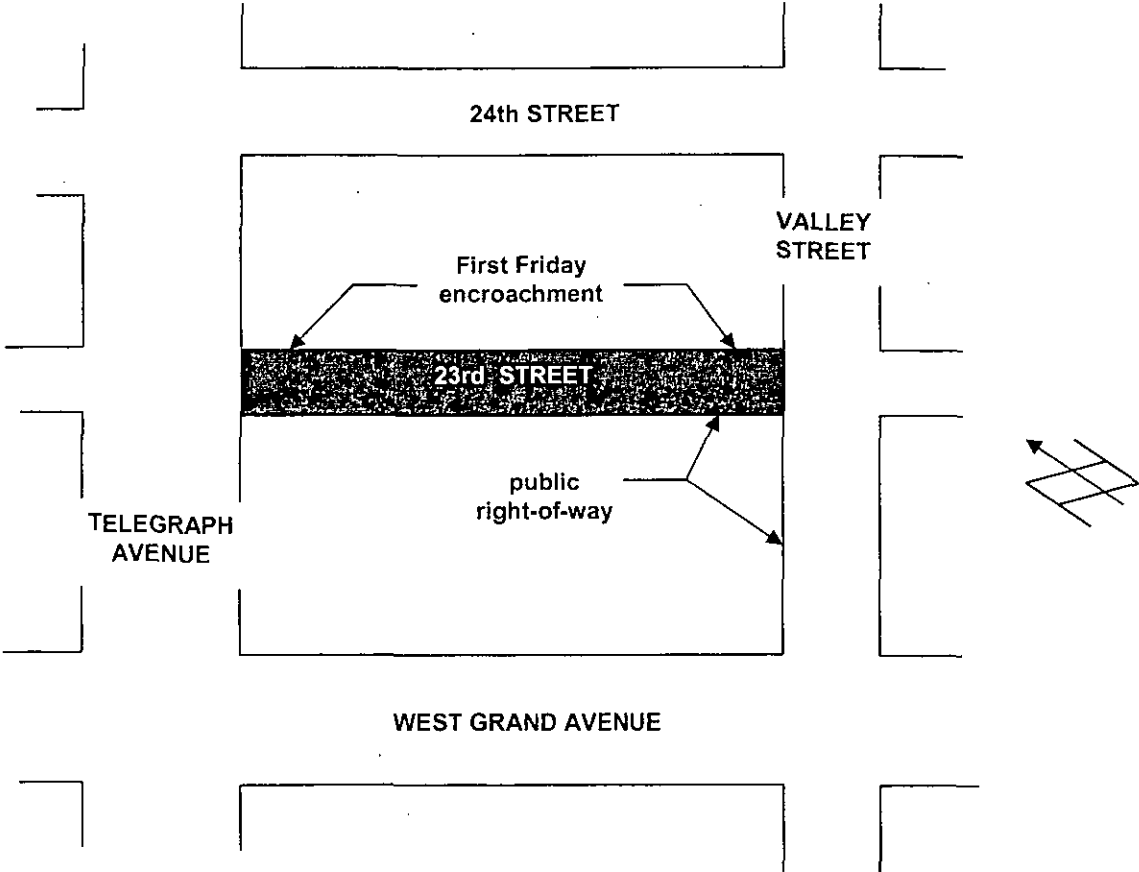 24th STREET
VALLEY
STREET
First Friday
encroachment
23rd STREET
public
right-of-way
TELEGRAPH
AVENUE
WEST GRAND AVENUE